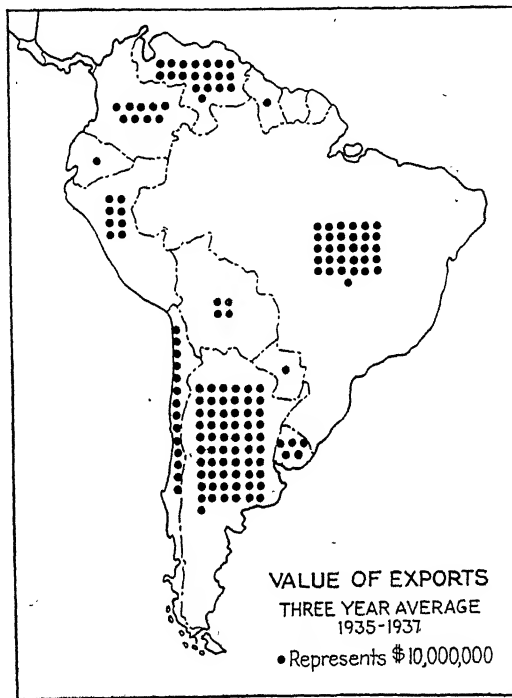 VALUE OF EXPORTS
THREE YEAR AVERAGE
1935-1937
• Represents $10,000,000